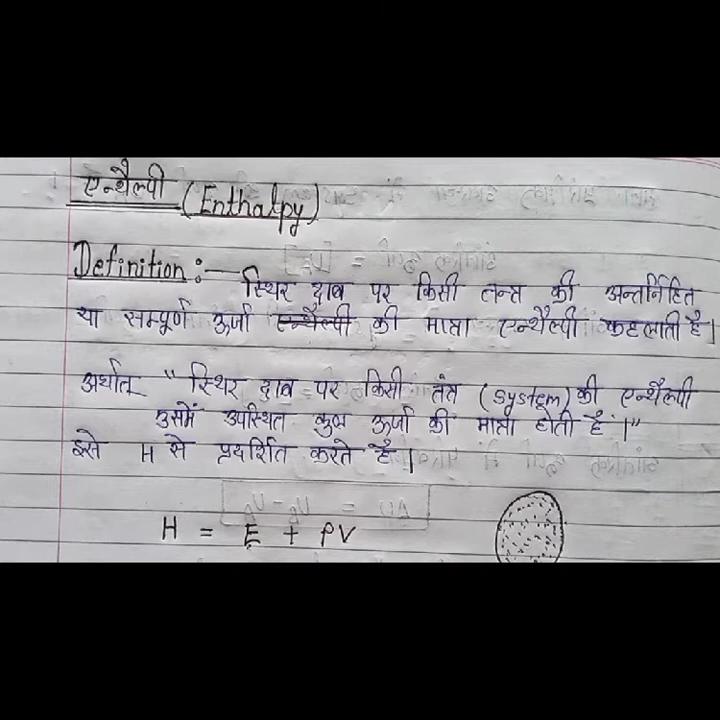 एन्थैल्पी (Enthalpy)
Definition :— स्थिर दाब पर किसी तन्त्र की अन्तर्निहित
या सम्पूर्ण ऊर्जा एन्थैल्पी की मात्रा एन्थैल्पी कहलाती है।
अर्थात् " स्थिर दाब पर किसी तंत्र (System) की एन्थैल्पी
उसमें उपस्थित कुल ऊर्जा की मात्रा होती है।"
इसे H से प्रदर्शित करते है।
H = E + PV